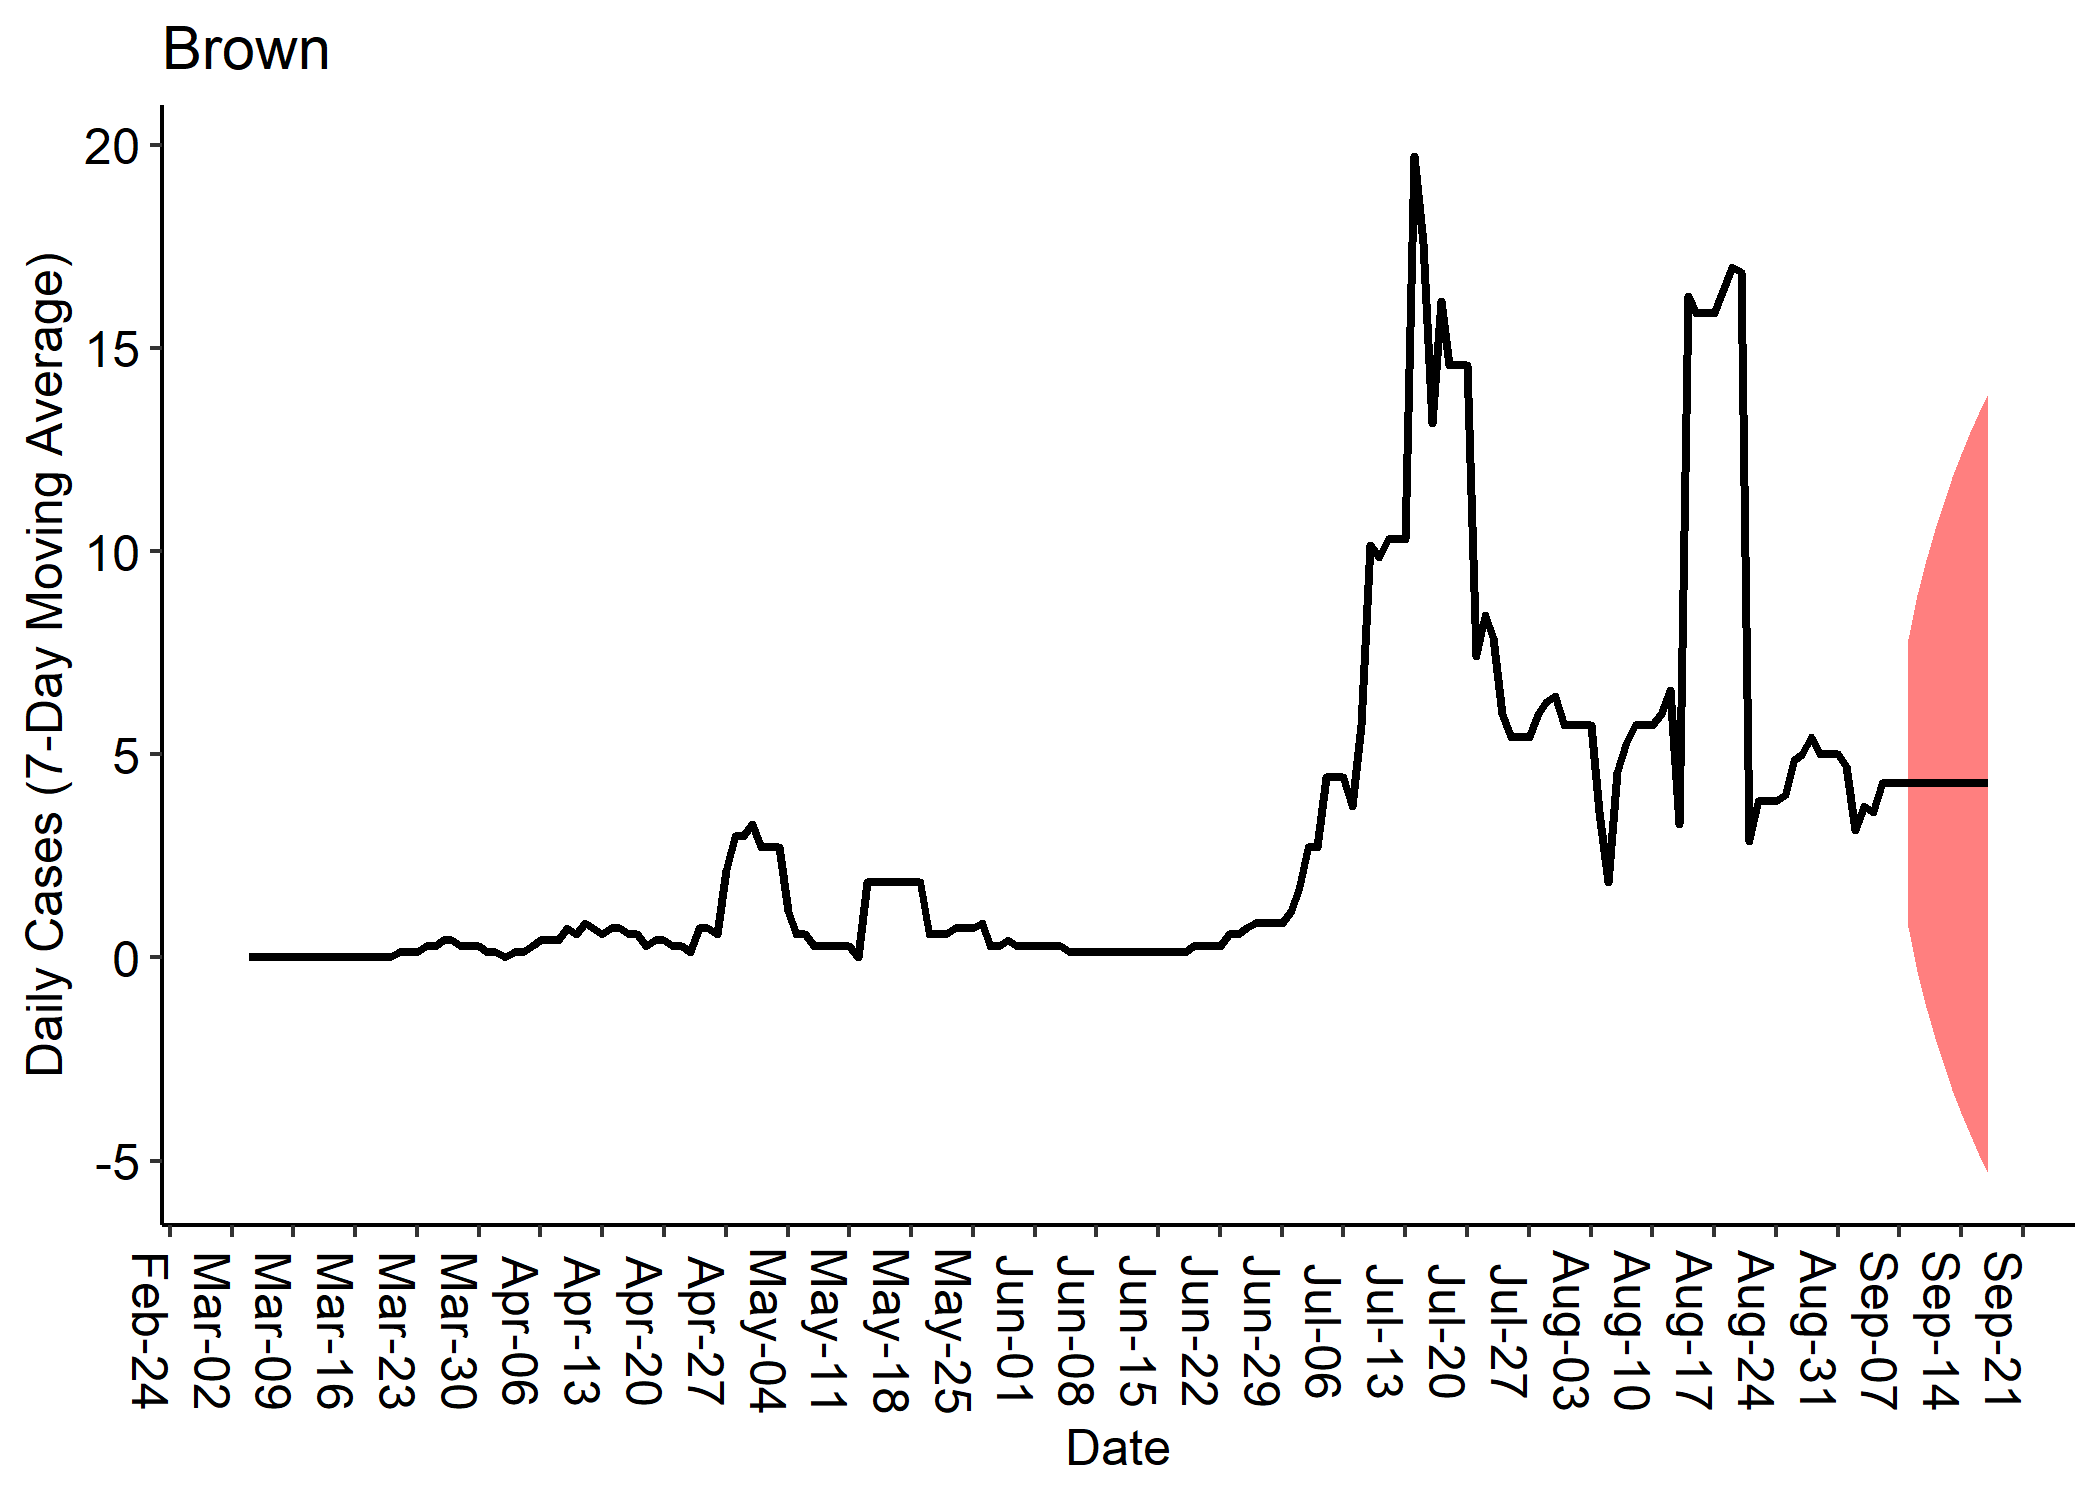 Brown
Daily Cases (7-Day Moving Average)
20
15
10
5
0
-5
Feb-24
Mar-02
Mar-09
Mar-16
Mar-23
Mar-30
Apr-06
Apr-13
Apr-20
Apr-27
May-04
May-11
May-18
May-25
Jun-01
Jun-08
Jun-15
Jun-22
Jun-29
Jul-06
Jul-13
Jul-20
Jul-27
Aug-03
Aug-10
Aug-17
Aug-24
Aug-31
Sep-07
Sep-14
Sep-21
Date